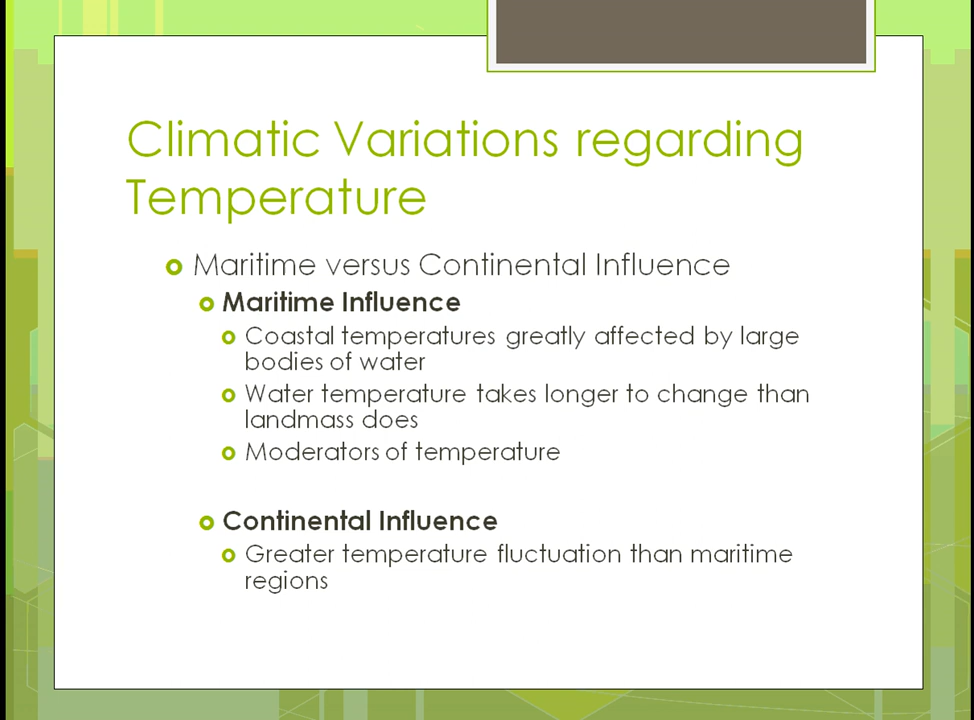 Climatic Variations regarding
Temperature
Maritime versus Continental Influence
Maritime Influence
Coastal temperatures greatly affected by large
bodies of water
Water temperature takes longer to change than
landmass does
Moderators of temperature
Continental Influence
Greater temperature fluctuation than maritime
regions